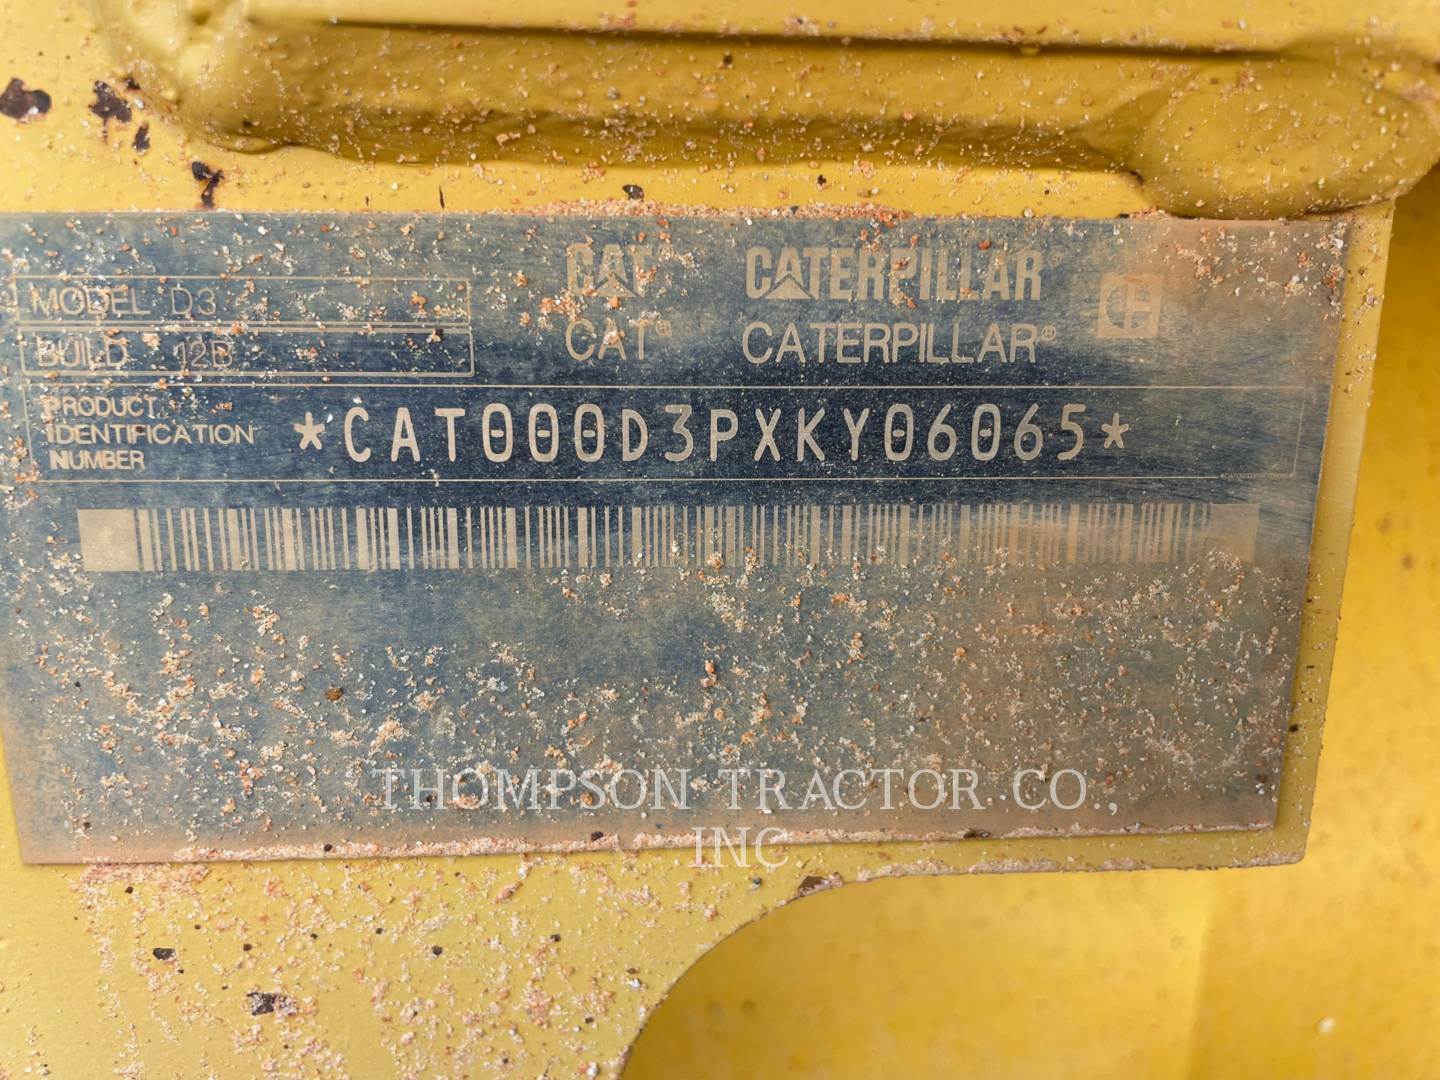 CAT CATERPILLAR®
MODEL D3
CAT® CATERPILLAR®
BUILD 12B
PRODUCT
IDENTIFICATION
NUMBER
*CAT000D3PXKY06065*
THOMPSON TRACTOR CO.,
INC